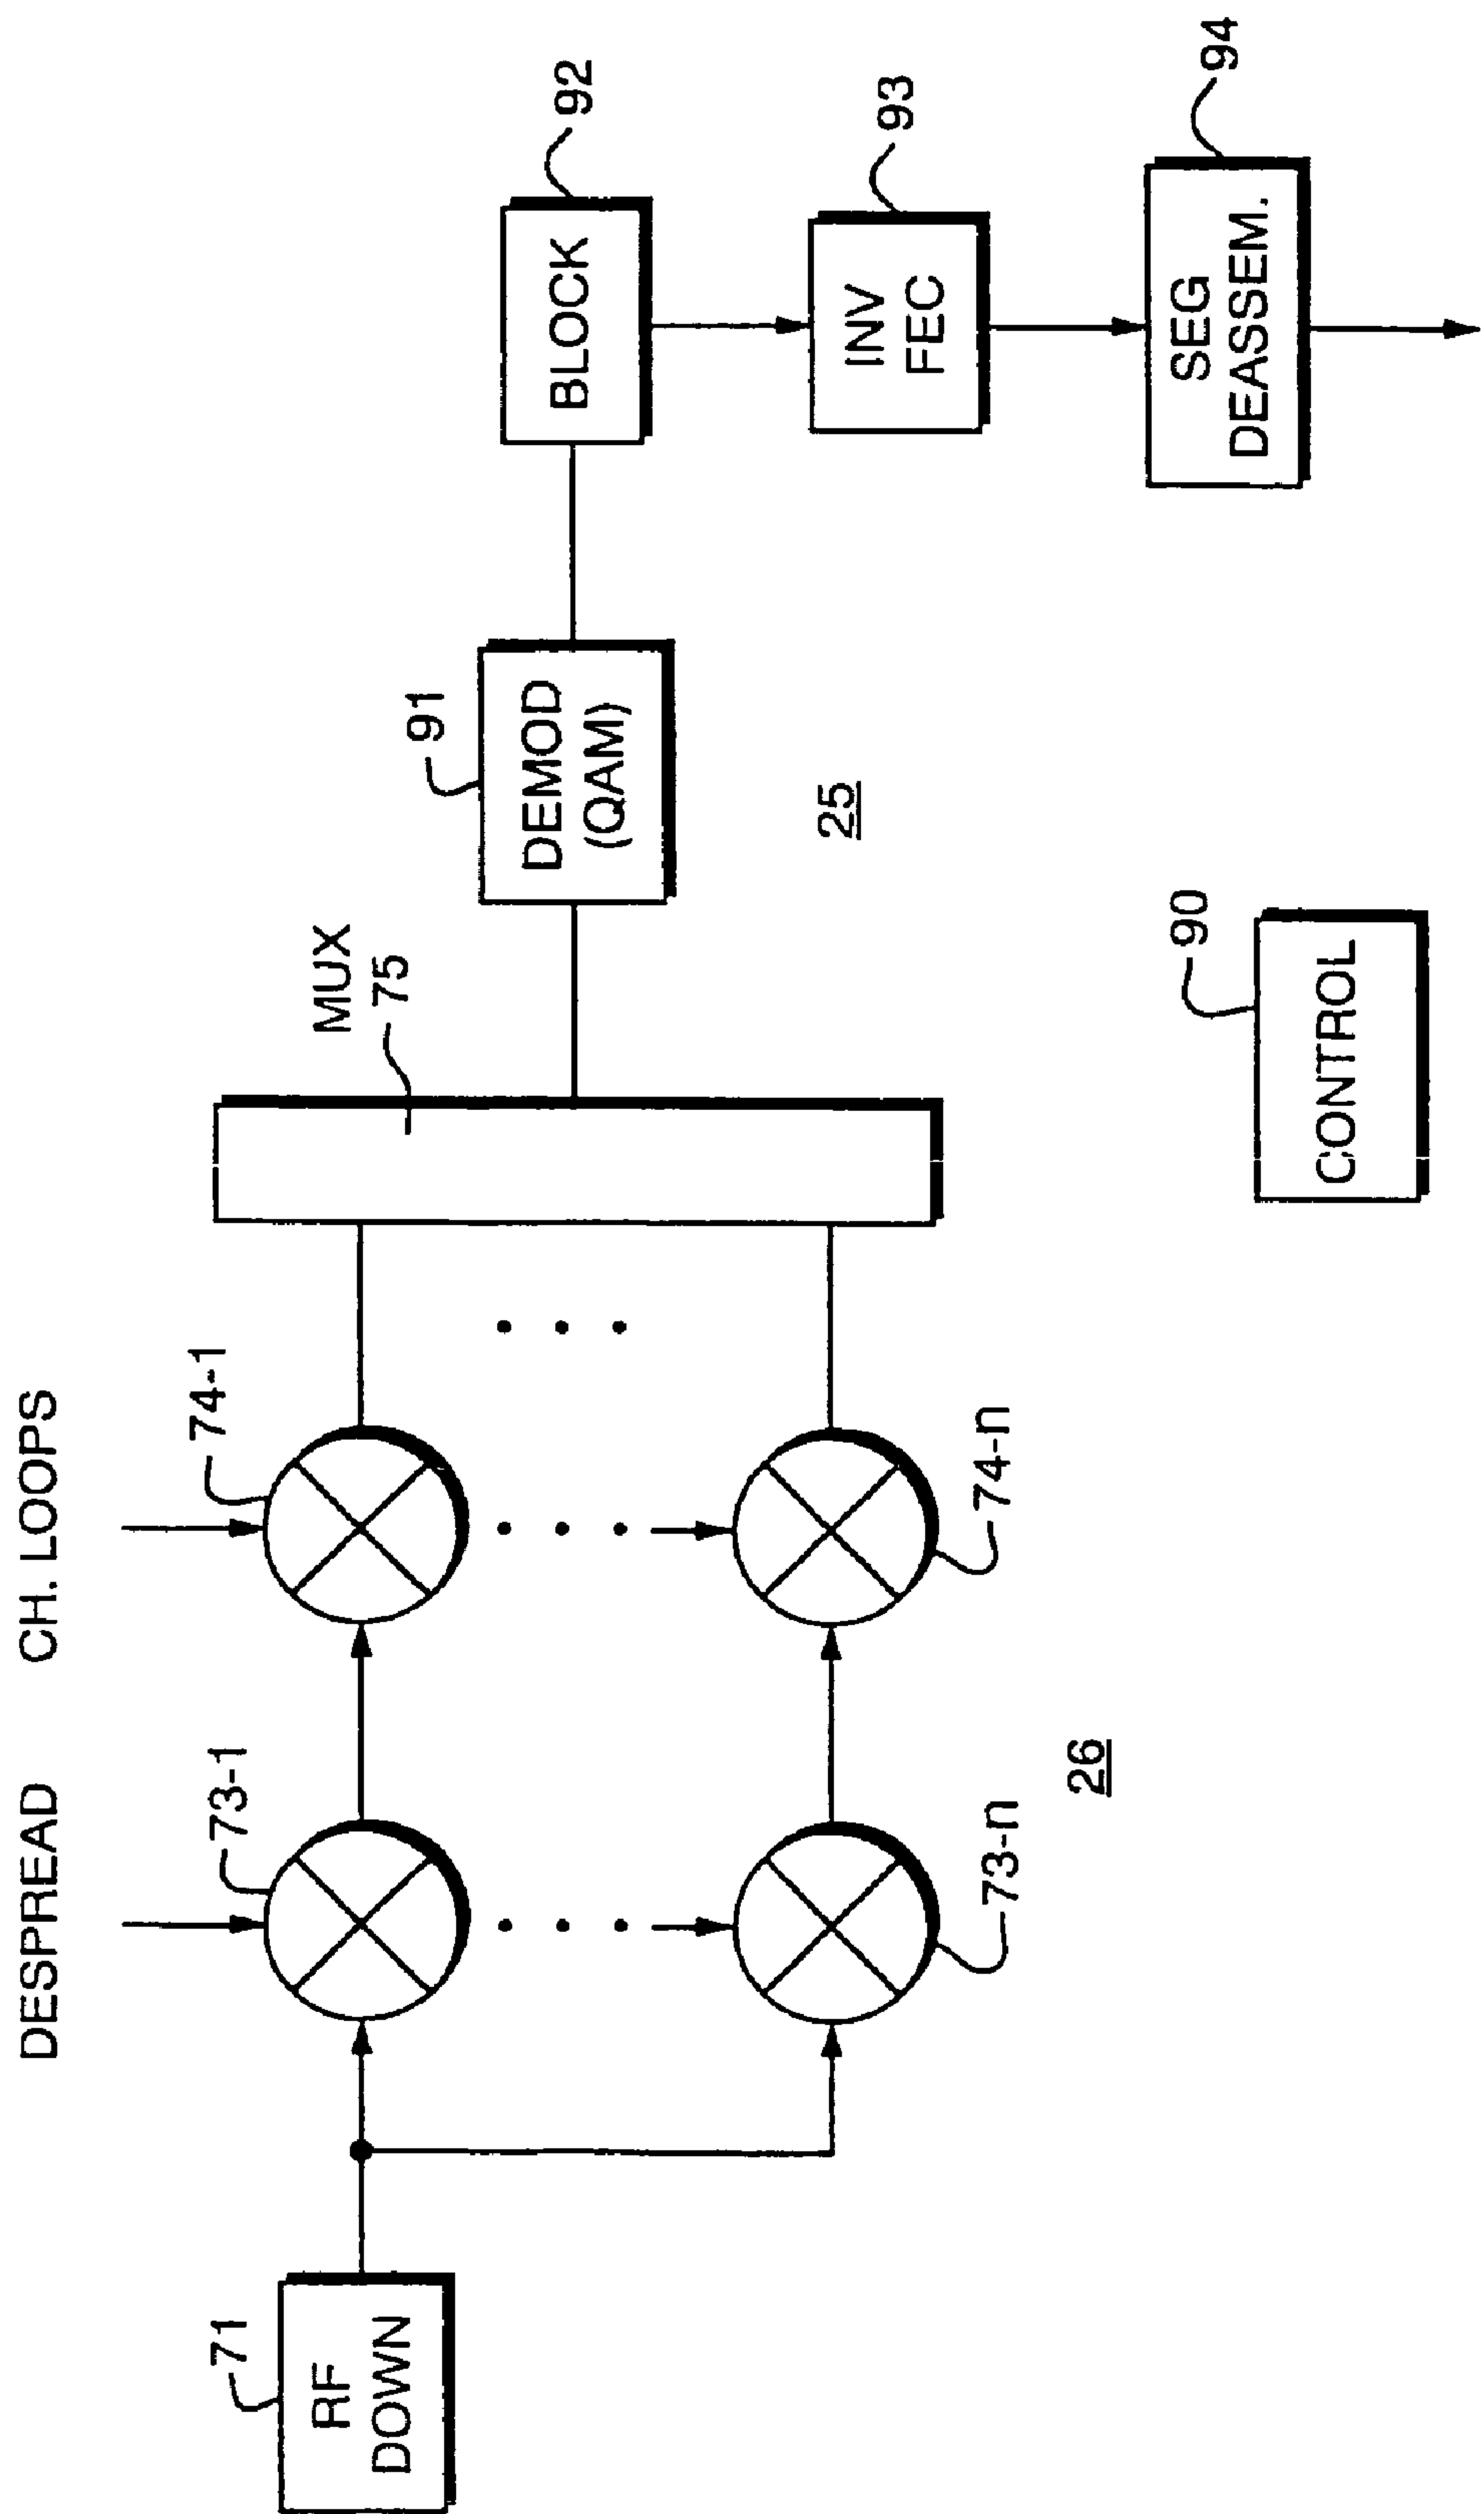 DESPREAD
CH. LOOPS
71
RF
DOWN
73-1
74-1
MUX
75
91
DEMOD
(QAM)
92
BLOCK
93
INV
FEC
94
SEG
DEASSEM.
73-n
74-n
26
25
90
CONTROL